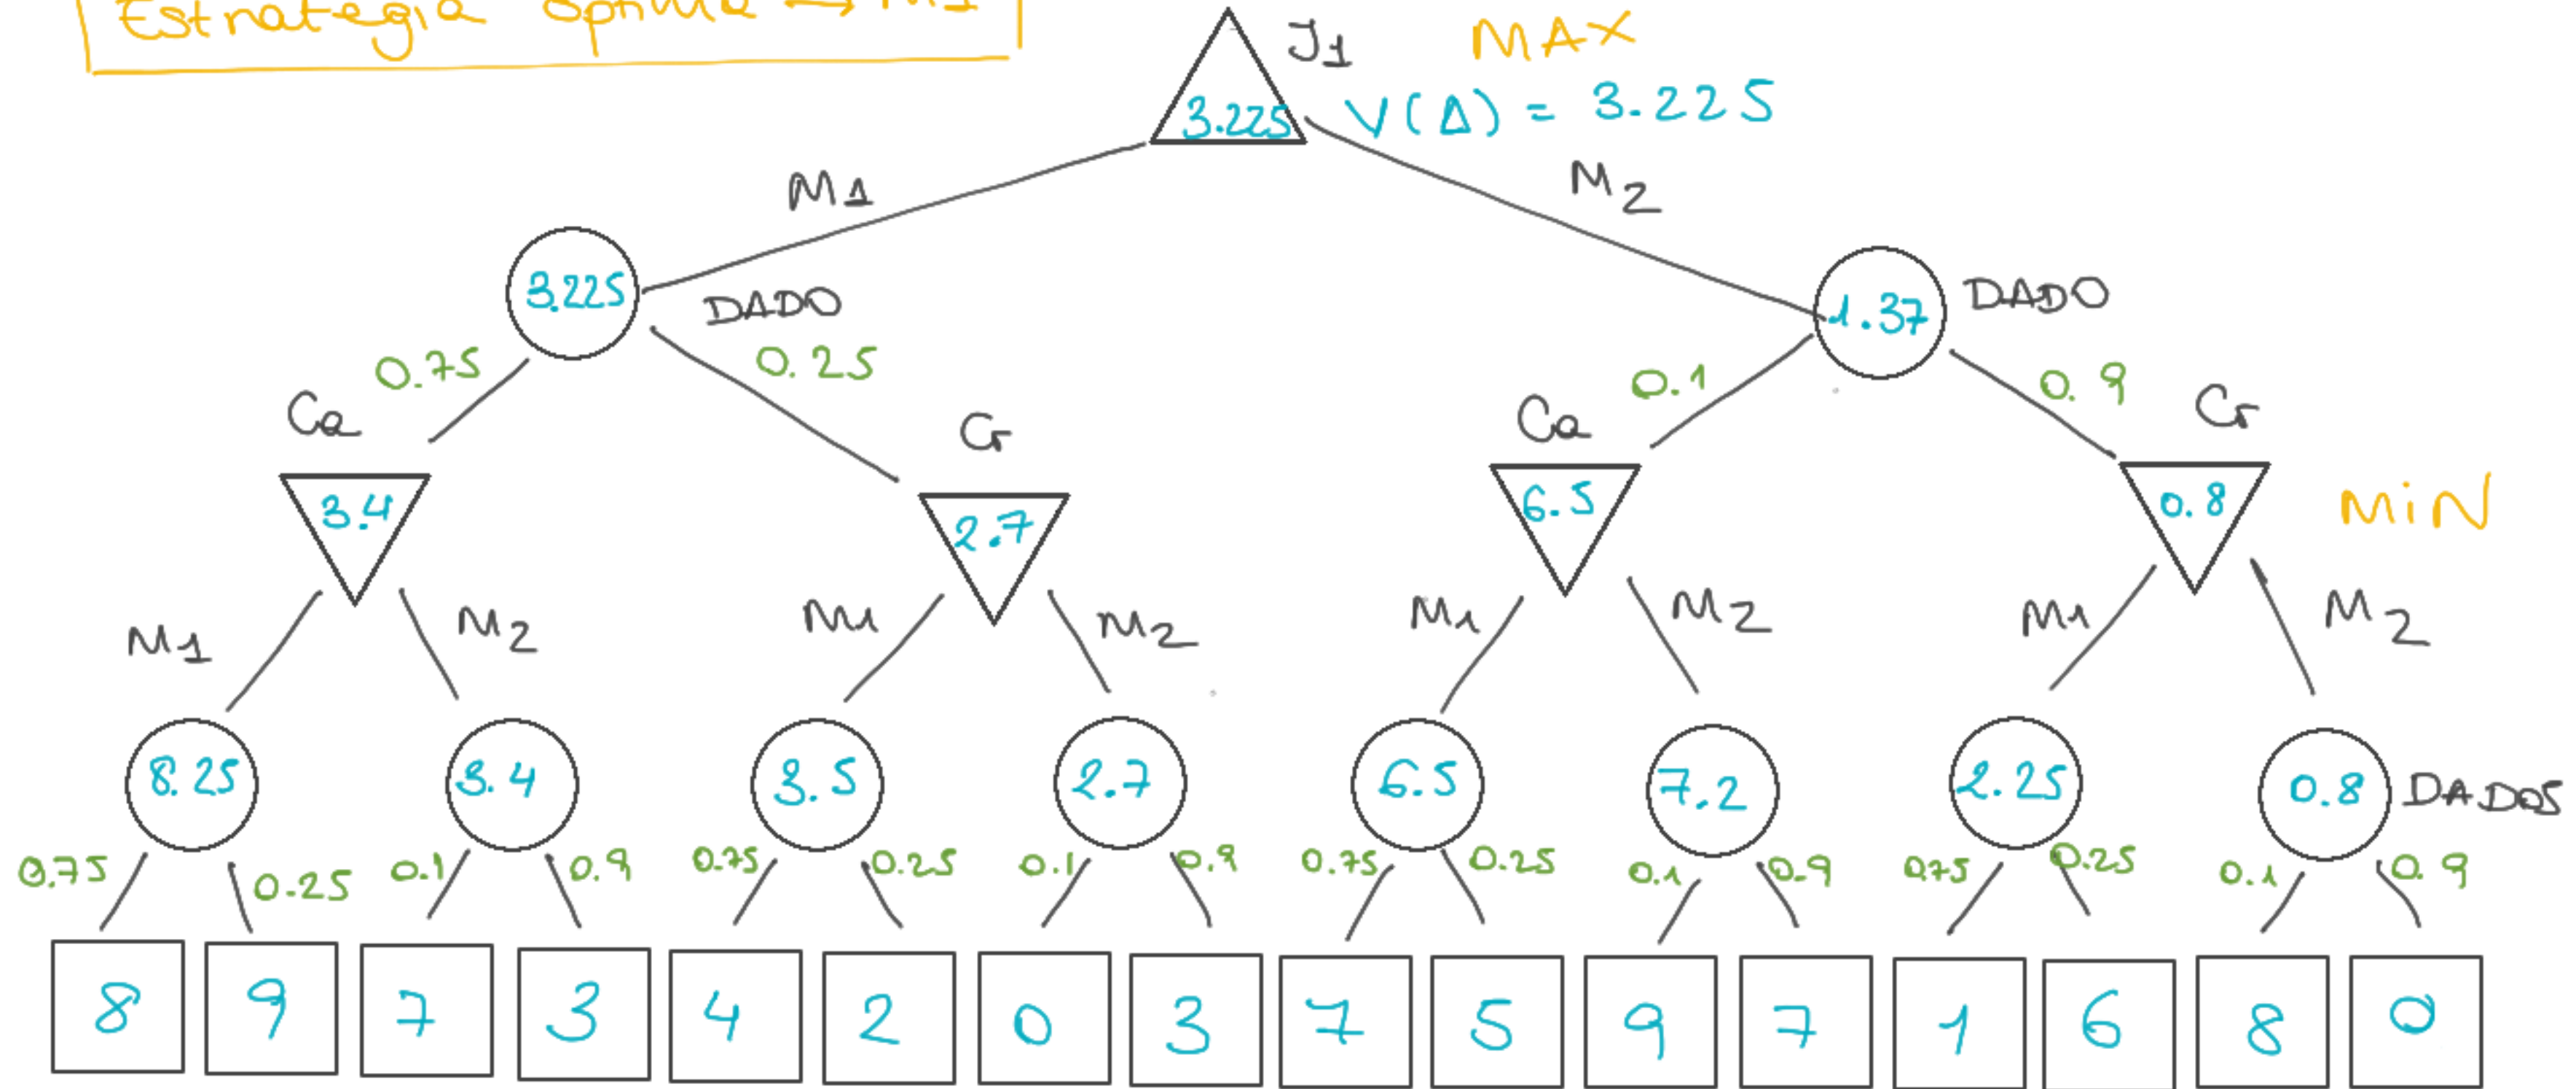 Estrategia óptima → M1
J1 MAX
3.225 V(Δ) = 3.225
M1 M2
3.225 DADO 1.37 DADO
0.75 0.25 0.1 0.9
Ca Cr Ca Cr
3.4 2.7 6.5 0.8 MiN
M1 M2 M1 M2 M1 M2 M1 M2
8.25 3.4 3.5 2.7 6.5 7.2 2.25 0.8 DADOS
0.75 0.25 0.1 0.9 0.75 0.25 0.1 0.9 0.75 0.25 0.1 0.9 0.75 0.25 0.1 0.9
8 9 7 3 4 2 0 3 7 5 9 7 1 6 8 0